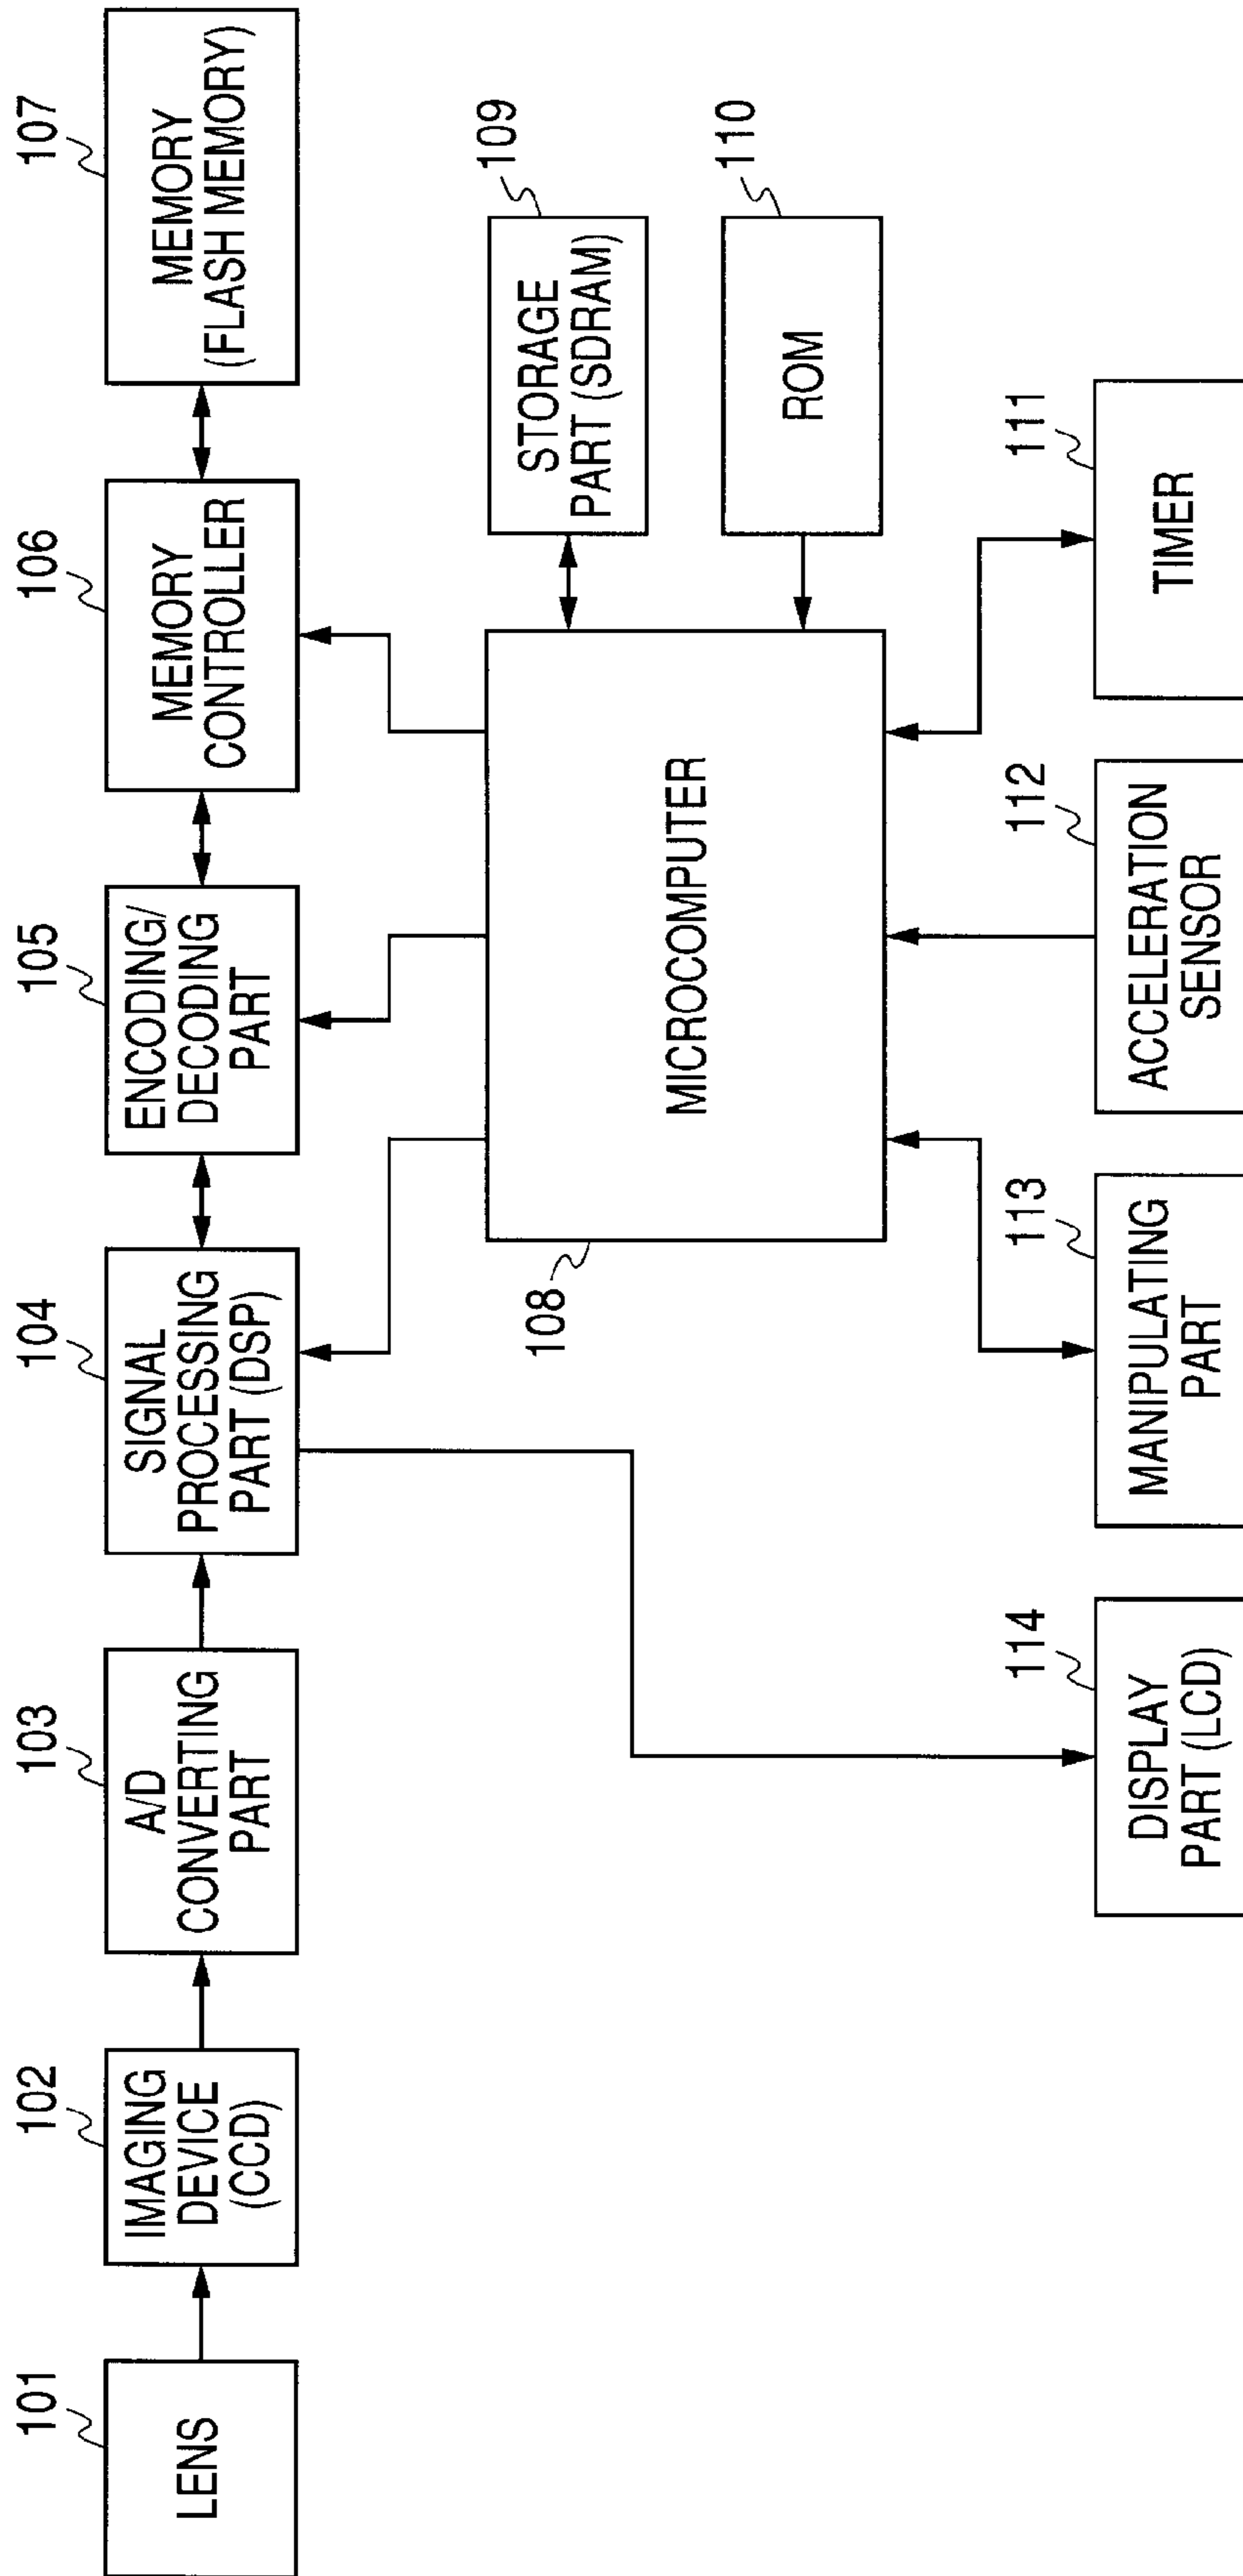 101
LENS
102
IMAGING
DEVICE
(CCD)
103
A/D
CONVERTING
PART
104
SIGNAL
PROCESSING
PART (DSP)
105
ENCODING/
DECODING
PART
106
MEMORY
CONTROLLER
107
MEMORY
(FLASH MEMORY)
108
MICROCOMPUTER
109
STORAGE
PART (SDRAM)
110
ROM
114
DISPLAY
PART (LCD)
113
MANIPULATING
PART
112
ACCELERATION
SENSOR
111
TIMER